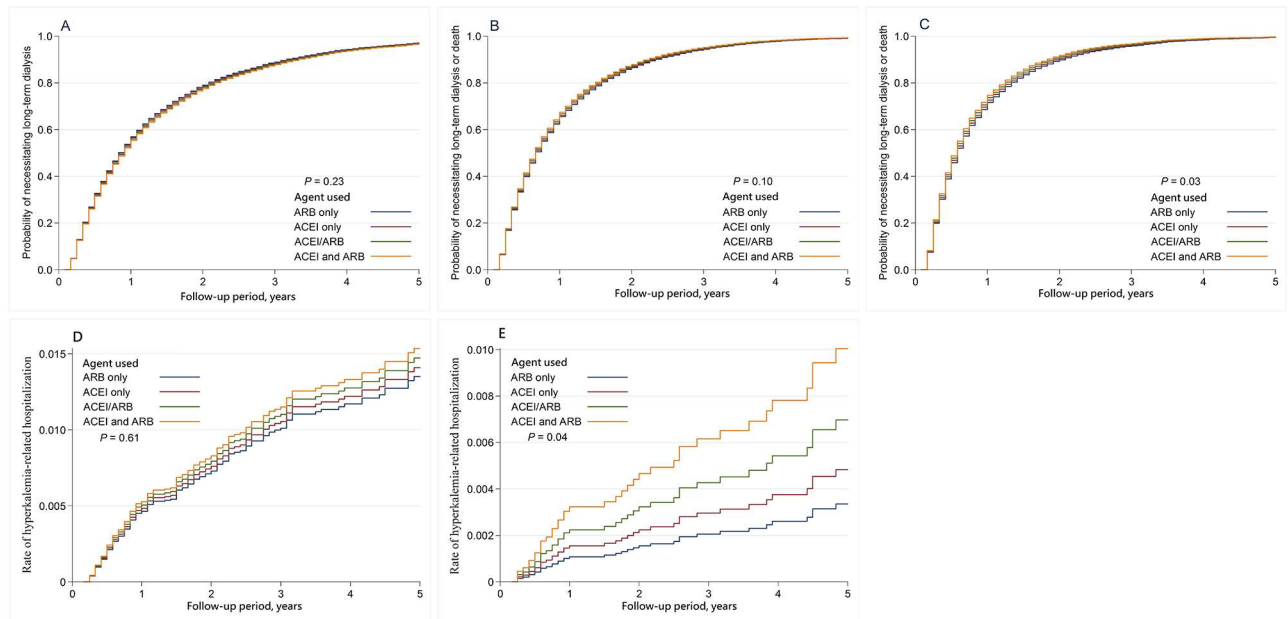 A
Probability of necessitating long-term dialysis
1.0
0.8
0.6
0.4
0.2
0.0
P = 0.23
Agent used
ARB only
ACEI only
ACEI/ARB
ACEI and ARB
0 1 2 3 4 5
Follow-up period, years
B
Probability of necessitating long-term dialysis or death
1.0
0.8
0.6
0.4
0.2
0.0
P = 0.10
Agent used
ARB only
ACEI only
ACEI/ARB
ACEI and ARB
0 1 2 3 4 5
Follow-up period, years
C
Probability of necessitating long-term dialysis or death
1.0
0.8
0.6
0.4
0.2
0.0
P = 0.03
Agent used
ARB only
ACEI only
ACEI/ARB
ACEI and ARB
0 1 2 3 4 5
Follow-up period, years
D
Rate of hyperkalemia-related hospitalization
0.015
0.010
0.005
0
Agent used
ARB only
ACEI only
ACEI/ARB
ACEI and ARB
P = 0.61
0 1 2 3 4 5
Follow-up period, years
E
Rate of hyperkalemia-related hospitalization
0.010
0.008
0.006
0.004
0.002
0
Agent used
ARB only
ACEI only
ACEI/ARB
ACEI and ARB
P = 0.04
0 1 2 3 4 5
Follow-up period, years